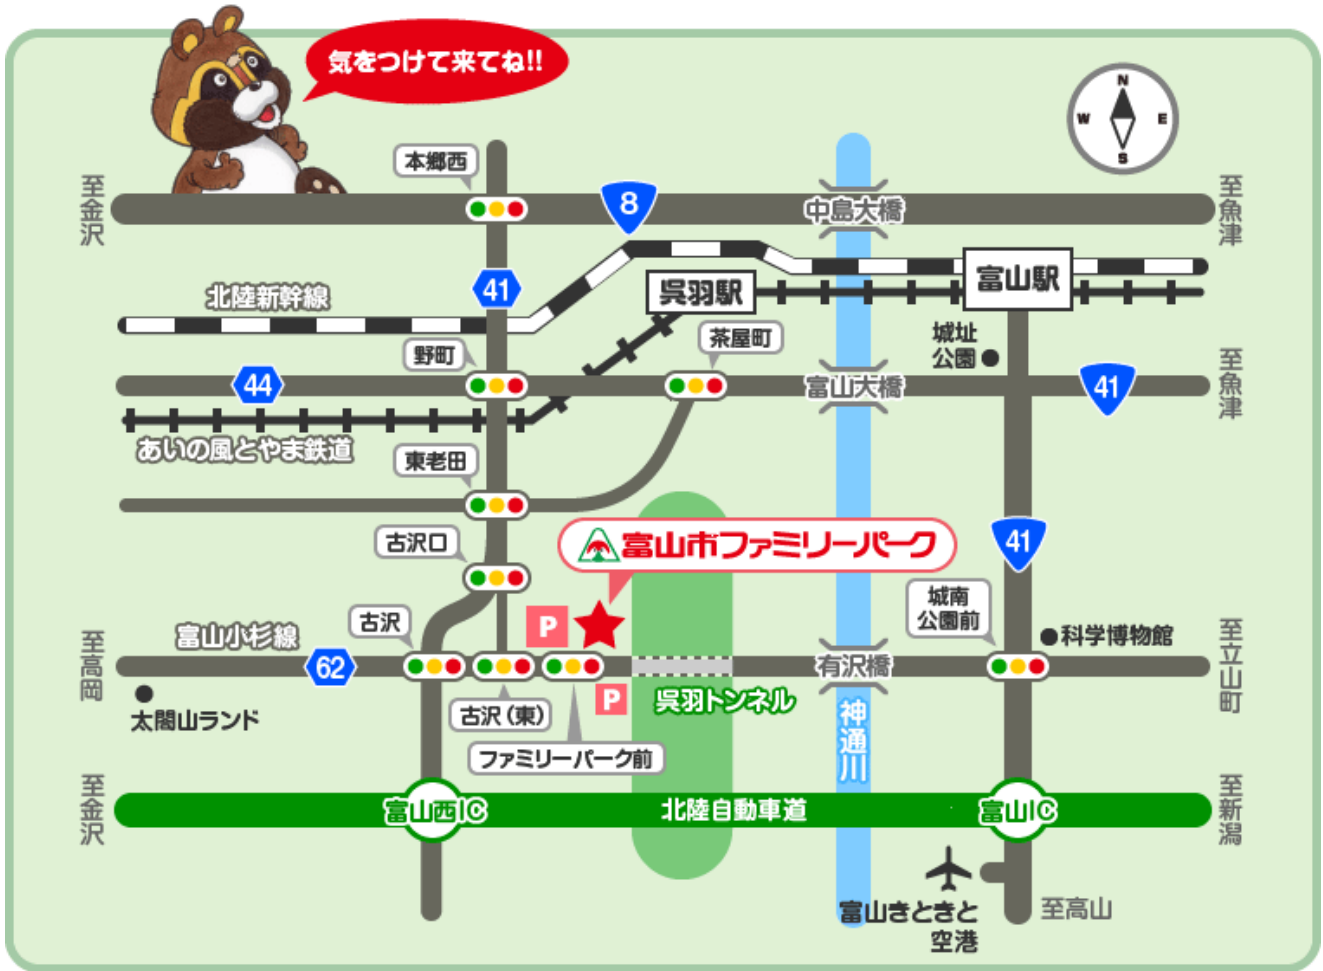 気をつけて来てね!!
N
W
E
S
本郷西
至金沢
8
中島大橋
至魚津
41
北陸新幹線
呉羽駅
富山駅
野町
茶屋町
城址
公園
44
富山大橋
41
至魚津
あいの風とやま鉄道
東老田
古沢口
富山市ファミリーパーク
41
古沢
P
城南
公園前
富山小杉線
至高岡
62
有沢橋
科学博物館
至立山町
太閤山ランド
古沢(東)
P
呉羽トンネル
ファミリーパーク前
神通川
至金沢
富山西IC
北陸自動車道
富山IC
至新潟
富山きときと
空港
至高山